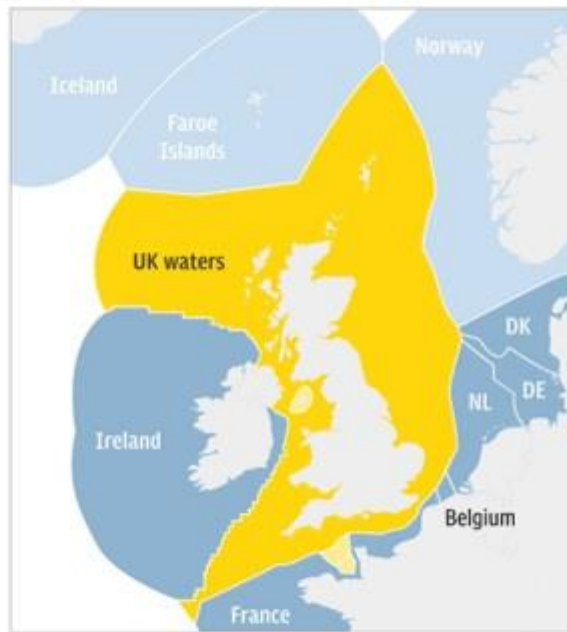 Norway
Iceland
Faroe
Islands
UK waters
DK
DE
NL
Ireland
Belgium
France